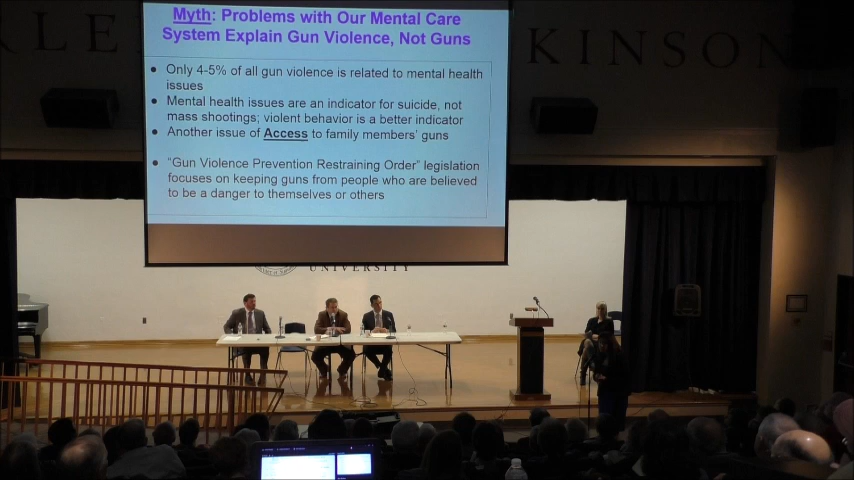 Myth: Problems with Our Mental Care
System Explain Gun Violence, Not Guns
KINSON
• Only 4-5% of all gun violence is related to mental health
issues
• Mental health issues are an indicator for suicide, not
mass shootings; violent behavior is a better indicator
• Another issue of Access to family members' guns
• "Gun Violence Prevention Restraining Order" legislation
focuses on keeping guns from people who are believed
to be a danger to themselves or others
UNIVERSITY